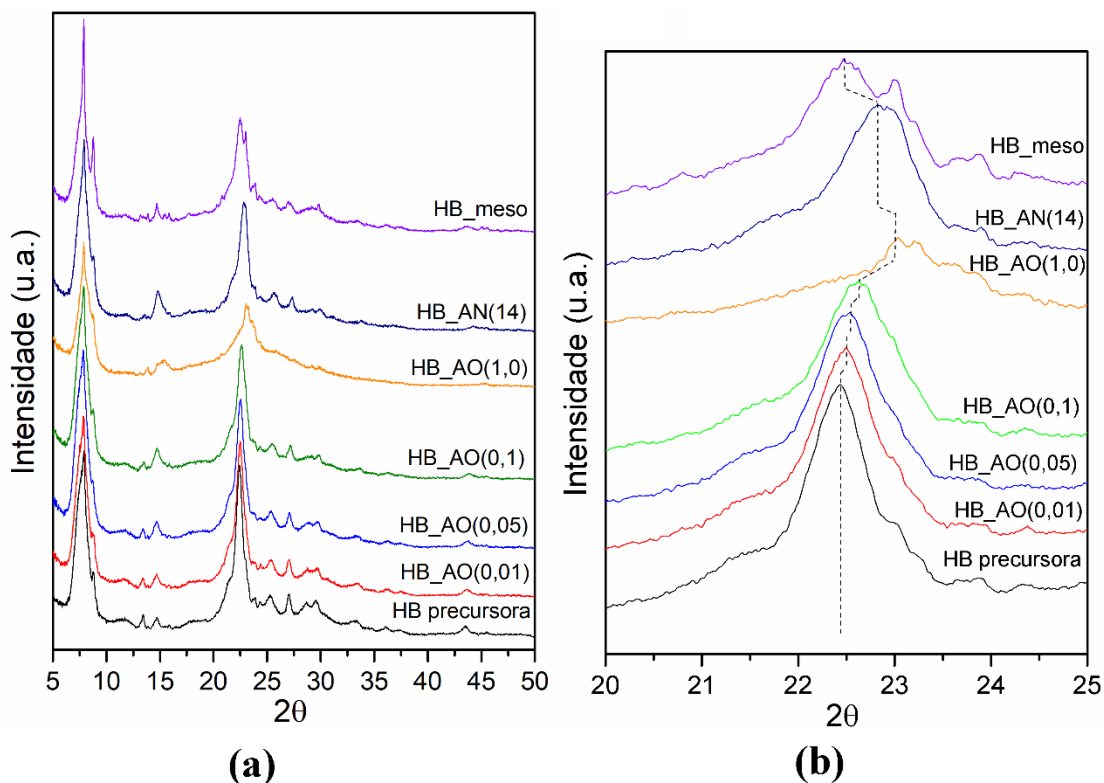 Intensidade (u.a.)
HB_meso
HB_AN(14)
HB_AO(1,0)
HB_AO(0,1)
HB_AO(0,05)
HB_AO(0,01)
HB precursora
5 10 15 20 25 30 35 40 45 50
2θ
(a)
Intensidade (u.a.)
HB_meso
HB_AN(14)
HB_AO(1,0)
HB_AO(0,1)
HB_AO(0,05)
HB_AO(0,01)
HB precursora
20 21 22 23 24 25
2θ
(b)